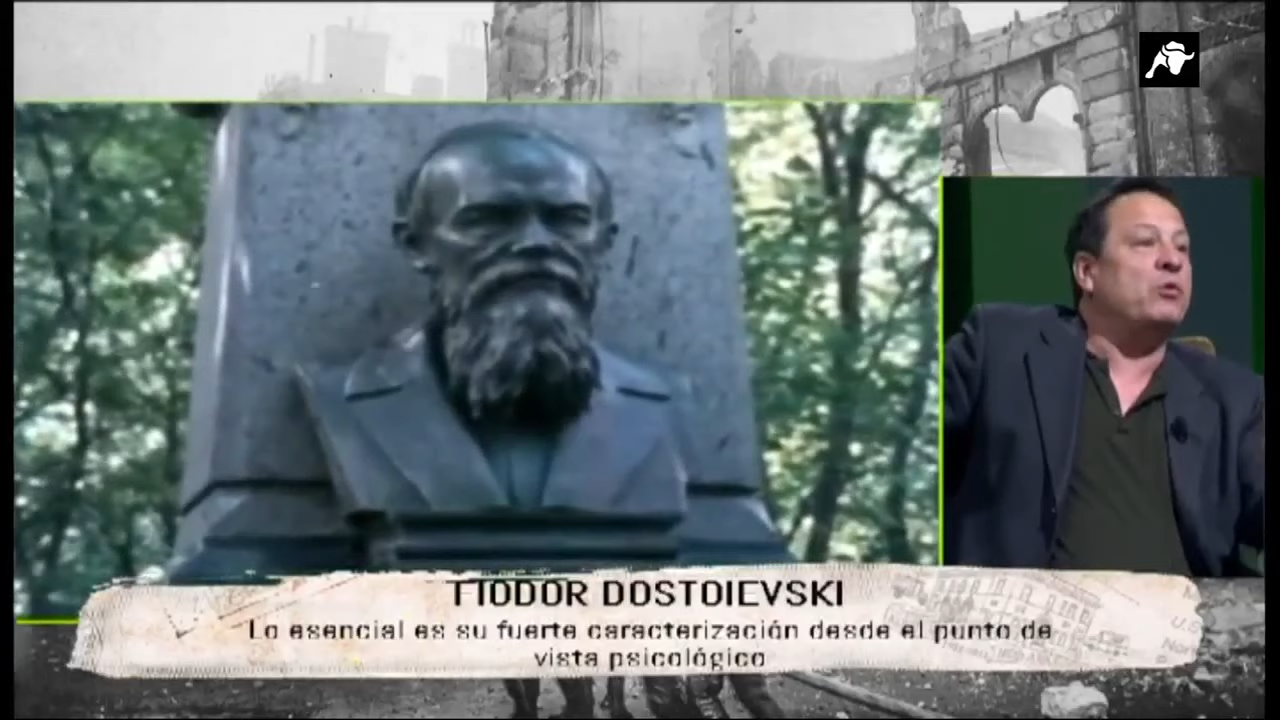 FIODOR DOSTOIEVSKI
Lo esencial es su fuerte caracterización desde el punto de
vista psicológico